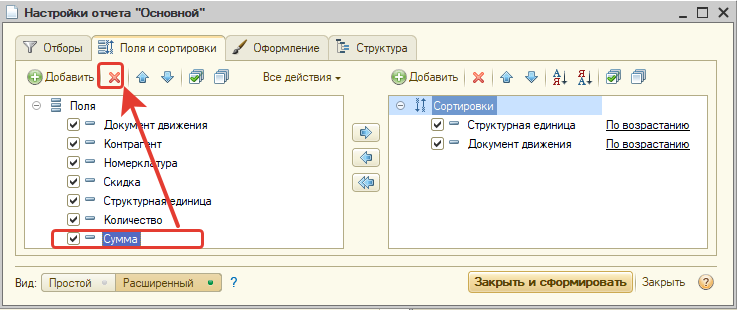 Настройки отчета "Основной"
Отборы Поля и сортировки Оформление Структура
Добавить Все действия Добавить
Поля
Документ движения
Контрагент
Номерклатура
Скидка
Структурная единица
Количество
Сумма
Сортировки
Структурная единица По возрастанию
Документ движения По возрастанию
Вид: Простой Расширенный ? Закрыть и сформировать Закрыть ?